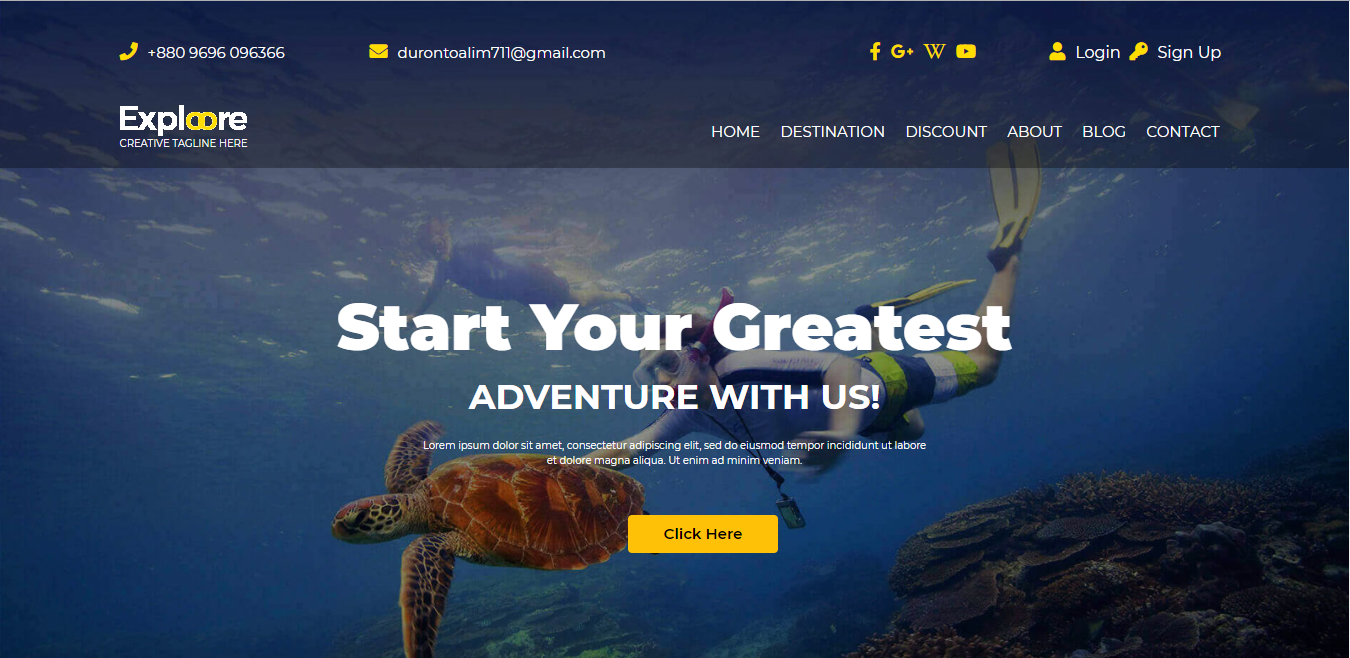 +880 9696 096366 durontoalim711@gmail.com Login Sign Up
Exploore
CREATIVE TAGLINE HERE
HOME DESTINATION DISCOUNT ABOUT BLOG CONTACT
Start Your Greatest
ADVENTURE WITH US!
Lorem ipsum dolor sit amet, consectetur adipiscing elit, sed do eiusmod tempor incididunt ut labore
et dolore magna aliqua. Ut enim ad minim veniam.
Click Here